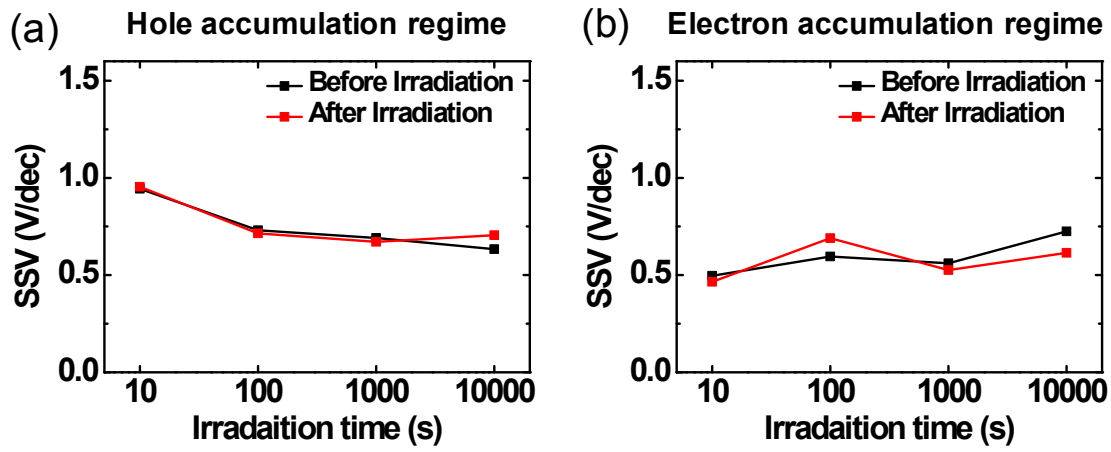 (a) Hole accumulation regime
1.5
1.0
0.5
0.0
SSV (V/dec)
Before Irradiation
After Irradiation
10 100 1000 10000
Irradaition time (s)
(b) Electron accumulation regime
1.5
1.0
0.5
0.0
SSV (V/dec)
Before Irradiation
After Irradiation
10 100 1000 10000
Irradaition time (s)